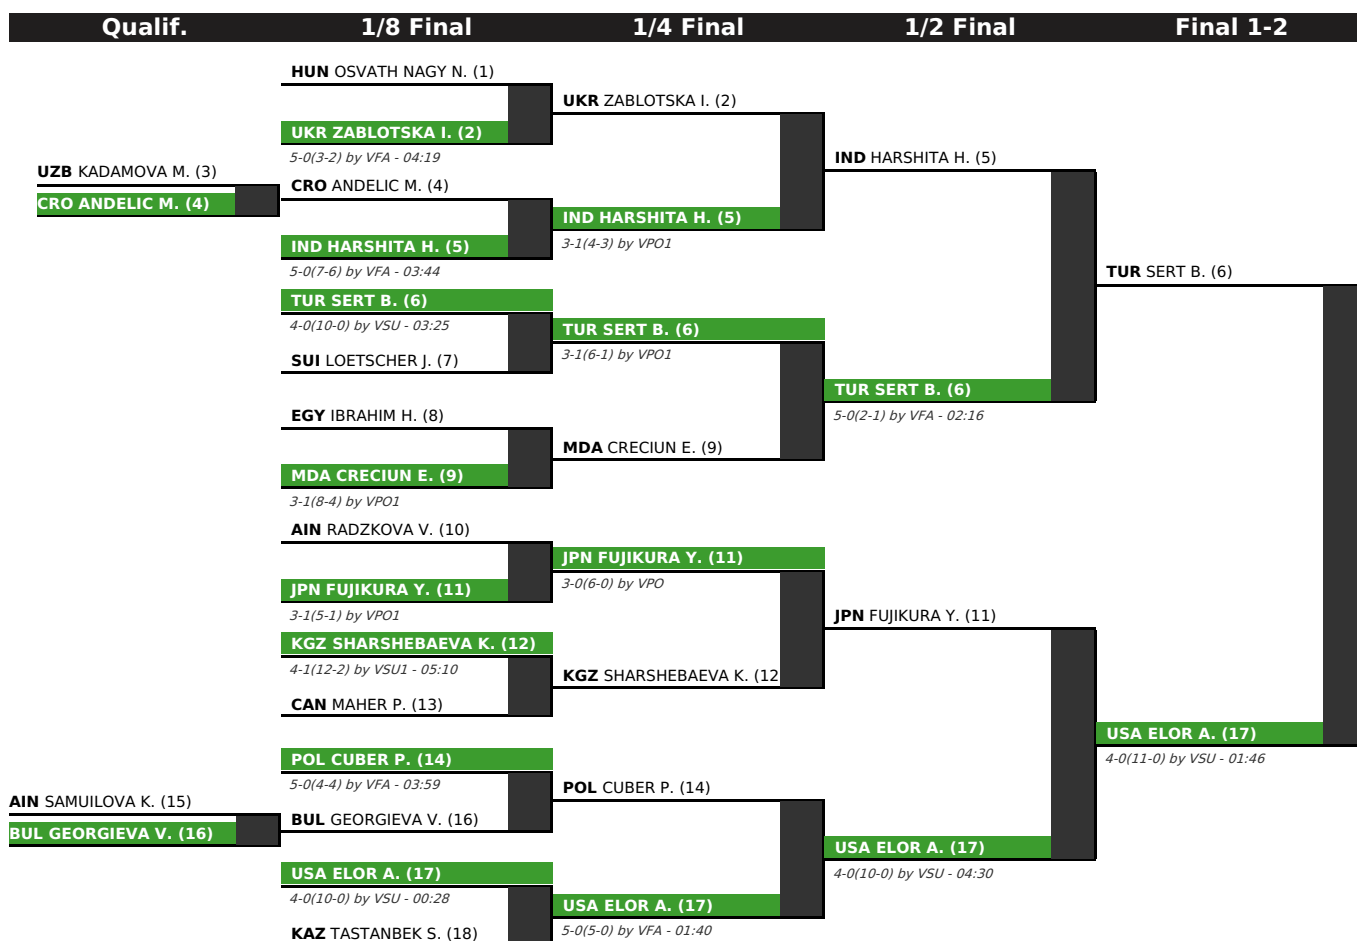 Qualif.
1/8 Final
1/4 Final
1/2 Final
Final 1-2
UZB KADAMOVA M. (3)
CRO ANDELIC M. (4)
AIN SAMUILOVA K. (15)
BUL GEORGIEVA V. (16)
HUN OSVATH NAGY N. (1)
UKR ZABLOTSKA I. (2)
5-0(3-2) by VFA - 04:19
CRO ANDELIC M. (4)
IND HARSHITA H. (5)
5-0(7-6) by VFA - 03:44
TUR SERT B. (6)
4-0(10-0) by VSU - 03:25
SUI LOETSCHER J. (7)
EGY IBRAHIM H. (8)
MDA CRECIUN E. (9)
3-1(8-4) by VPO1
AIN RADZKOVA V. (10)
JPN FUJIKURA Y. (11)
3-1(5-1) by VPO1
KGZ SHARSHEBAEVA K. (12)
4-1(12-2) by VSU1 - 05:10
CAN MAHER P. (13)
POL CUBER P. (14)
5-0(4-4) by VFA - 03:59
BUL GEORGIEVA V. (16)
USA ELOR A. (17)
4-0(10-0) by VSU - 00:28
KAZ TASTANBEK S. (18)
UKR ZABLOTSKA I. (2)
IND HARSHITA H. (5)
3-1(4-3) by VPO1
TUR SERT B. (6)
3-1(6-1) by VPO1
MDA CRECIUN E. (9)
JPN FUJIKURA Y. (11)
3-0(6-0) by VPO
KGZ SHARSHEBAEVA K. (12
POL CUBER P. (14)
USA ELOR A. (17)
5-0(5-0) by VFA - 01:40
IND HARSHITA H. (5)
TUR SERT B. (6)
5-0(2-1) by VFA - 02:16
JPN FUJIKURA Y. (11)
USA ELOR A. (17)
4-0(10-0) by VSU - 04:30
TUR SERT B. (6)
USA ELOR A. (17)
4-0(11-0) by VSU - 01:46